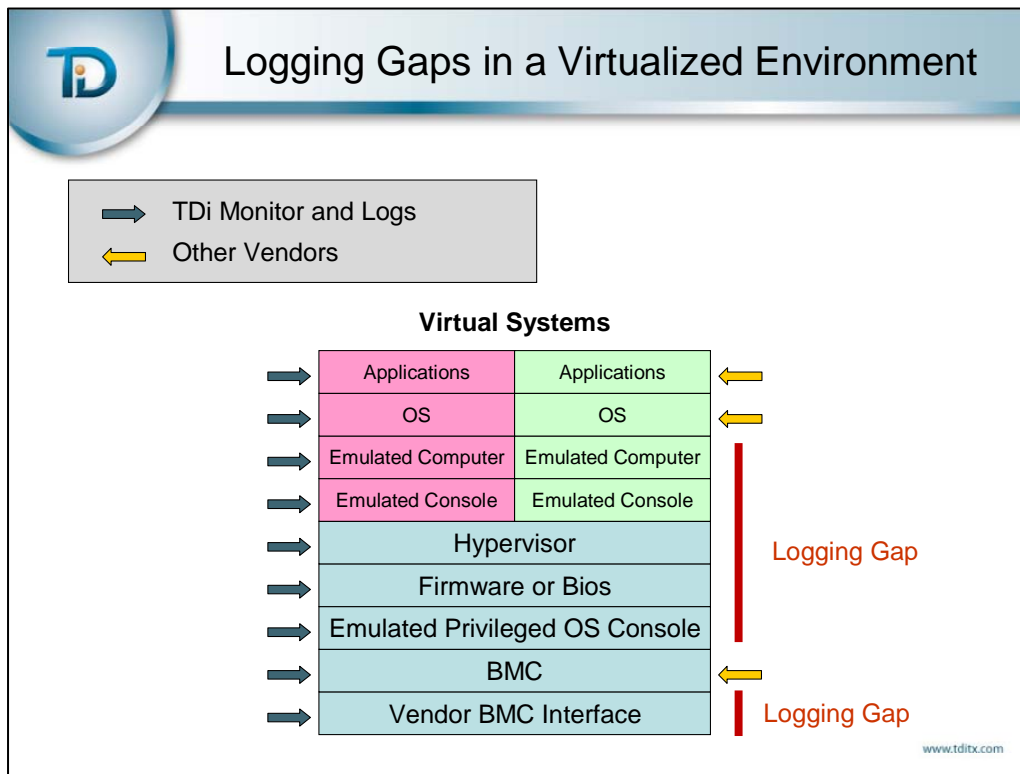 TDi
Logging Gaps in a Virtualized Environment
TDi Monitor and Logs
Other Vendors
Virtual Systems
Applications Applications
OS OS
Emulated Computer Emulated Computer
Emulated Console Emulated Console
Hypervisor
Logging Gap
Firmware or Bios
Emulated Privileged OS Console
BMC
Vendor BMC Interface
Logging Gap
www.tditx.com